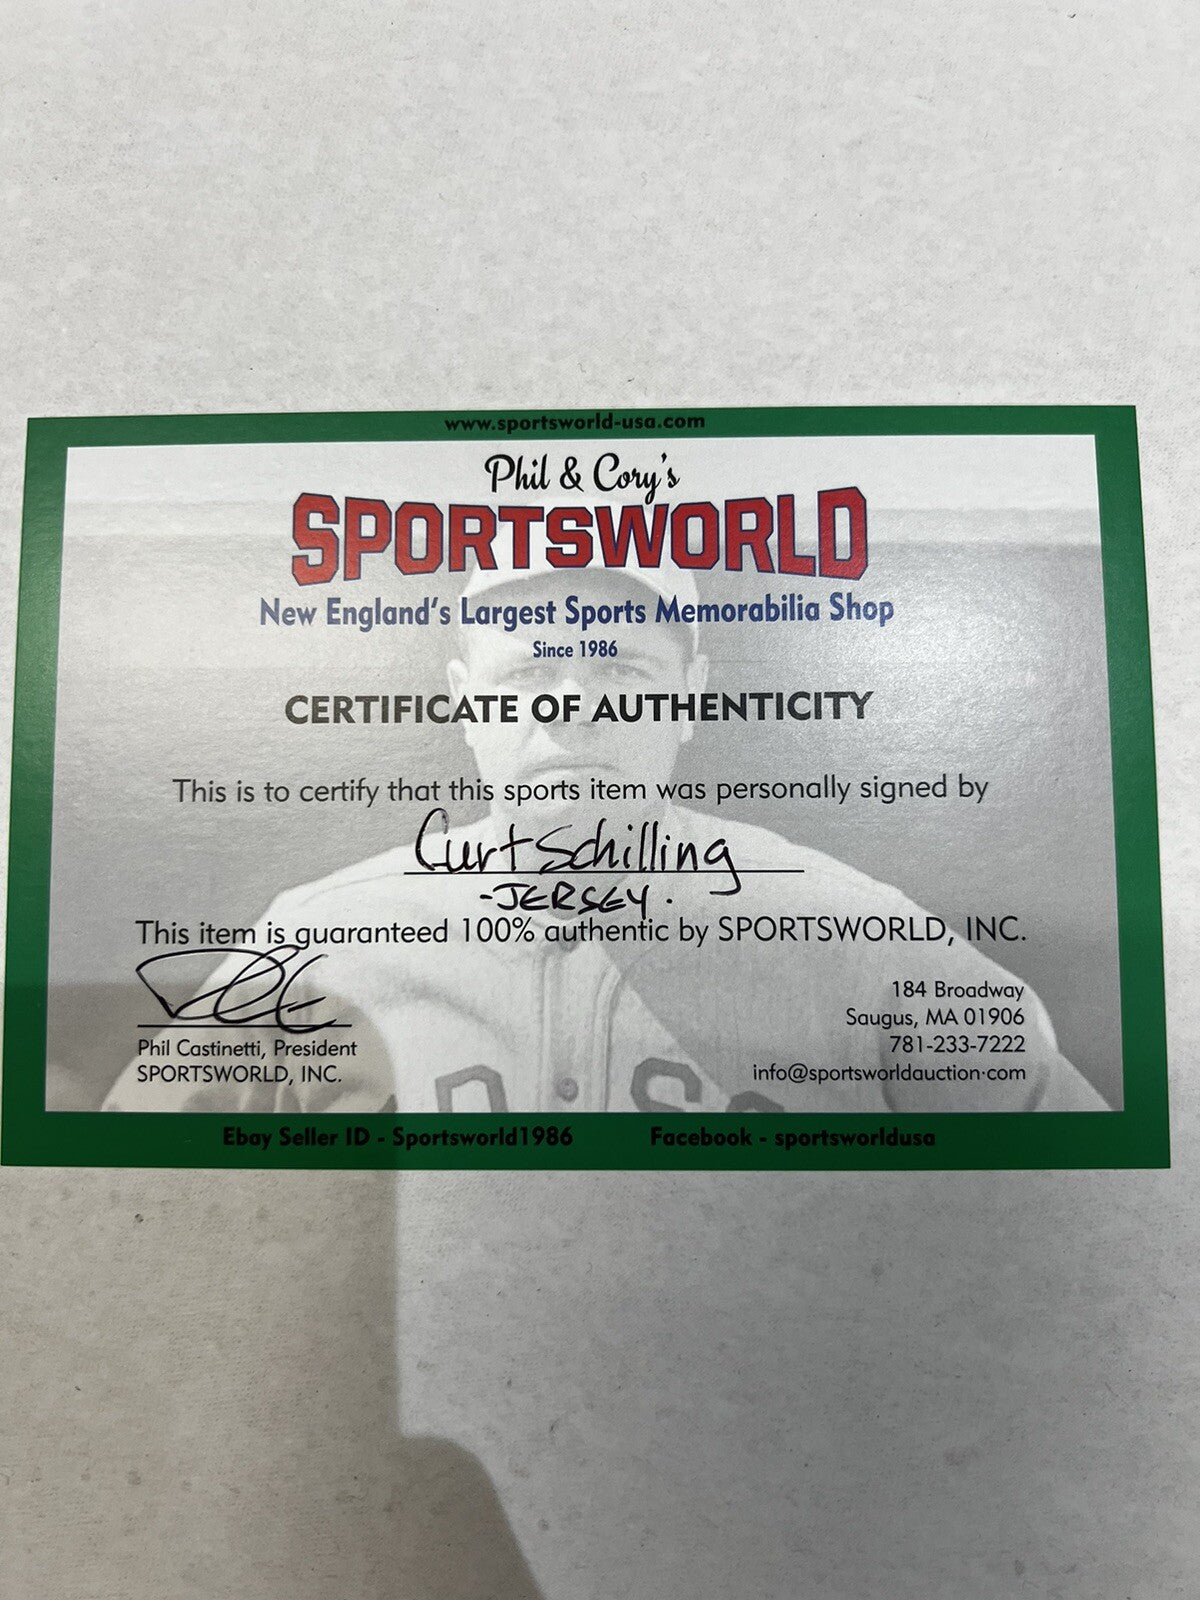 www.sportsworld-usa.com
Phil & Cory's
SPORTSWORLD
New England's Largest Sports Memorabilia Shop
Since 1986
CERTIFICATE OF AUTHENTICITY
This is to certify that this sports item was personally signed by
Curt Schilling
-JERSEY.
This item is guaranteed 100% authentic by SPORTSWORLD, INC.
Phil Castinetti, President
SPORTSWORLD, INC.
184 Broadway
Saugus, MA 01906
781-233-7222
info@sportsworldauction.com
Ebay Seller ID - Sportsworld1986
Facebook - sportsworldusa